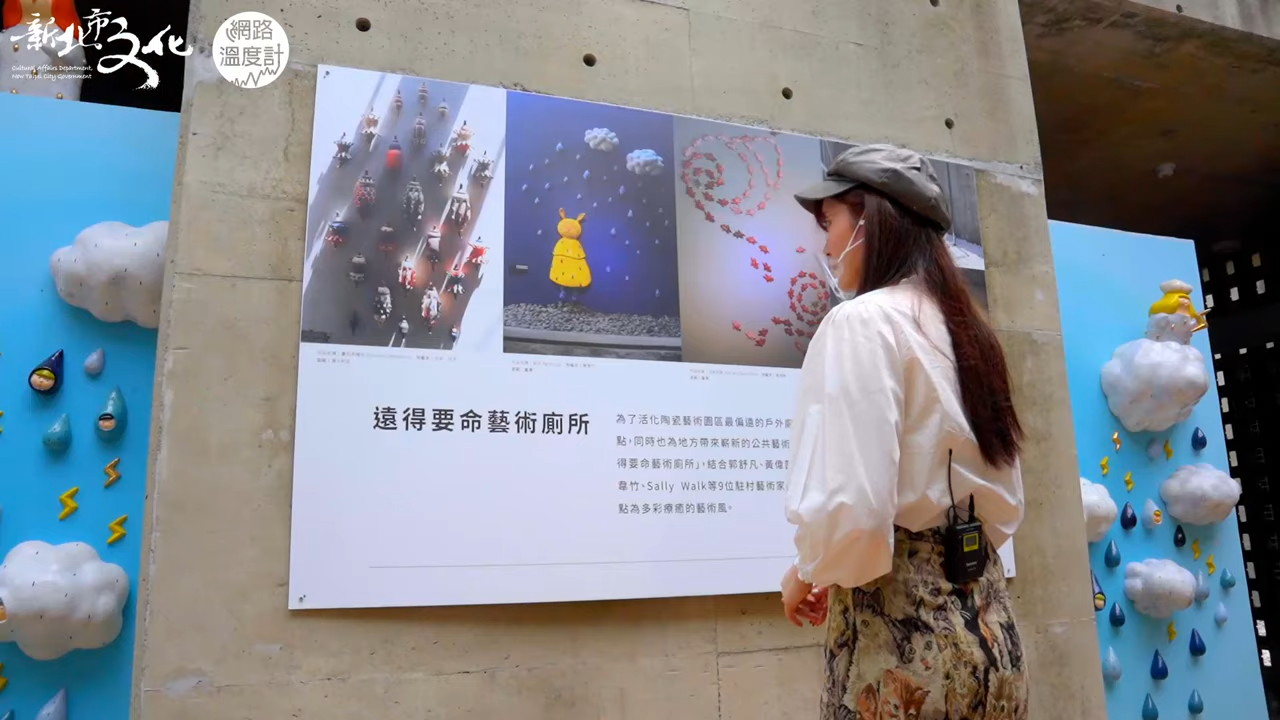 新北市文化
Cultural Affairs Department,
New Taipei City Government
網路
溫度計
遠得要命藝術廁所
為了活化陶瓷藝術園區最偏遠的戶外廁
點,同時也為地方帶來嶄新的公共藝術
得要命藝術廁所」,結合郭舒凡、黃偉
韋竹、Sally Walk等9位駐村藝術家
點為多彩療癒的藝術風。